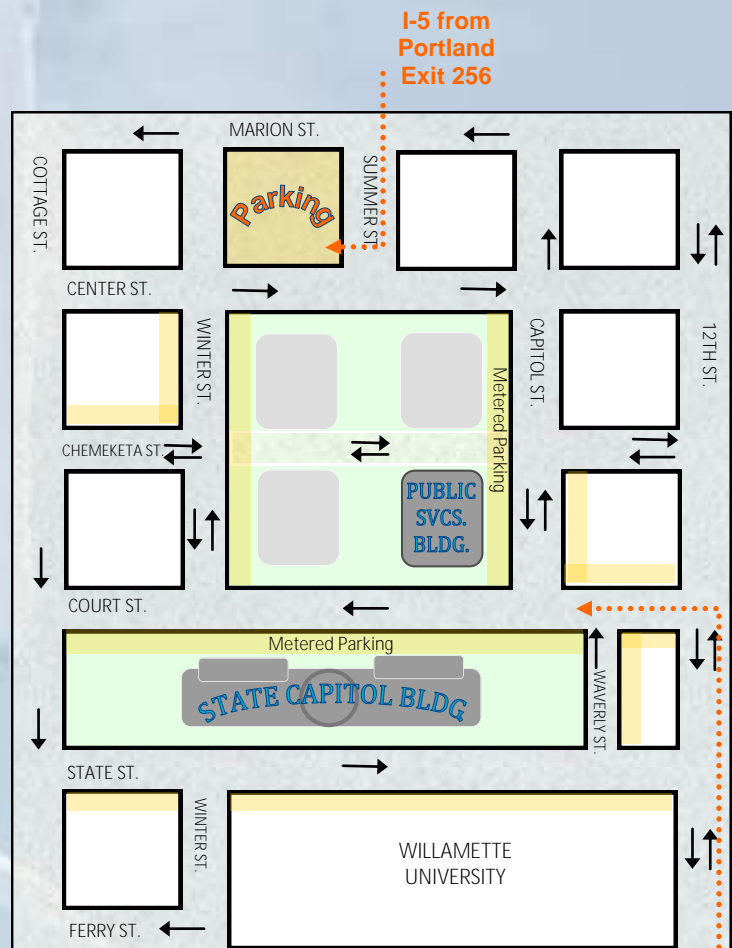 I-5 from
Portland
Exit 256
MARION ST.
COTTAGE ST.
Parking
SUMMER ST.
CENTER ST.
WINTER ST.
CAPITOL ST.
12TH ST.
Metered Parking
CHEMEKETA ST.
PUBLIC
SVCS.
BLDG.
COURT ST.
Metered Parking
STATE CAPITOL BLDG
WAVERLY ST.
STATE ST.
WINTER ST.
WILLAMETTE
UNIVERSITY
FERRY ST.